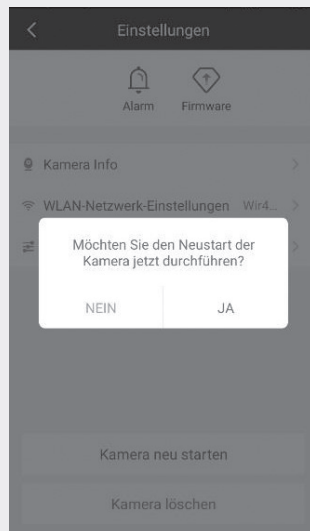 Einstellungen
Alarm Firmware
Kamera Info
WLAN-Netzwerk-Einstellungen Wir4...
Möchten Sie den Neustart der
Kamera jetzt durchführen?
NEIN JA
Kamera neu starten
Kamera löschen